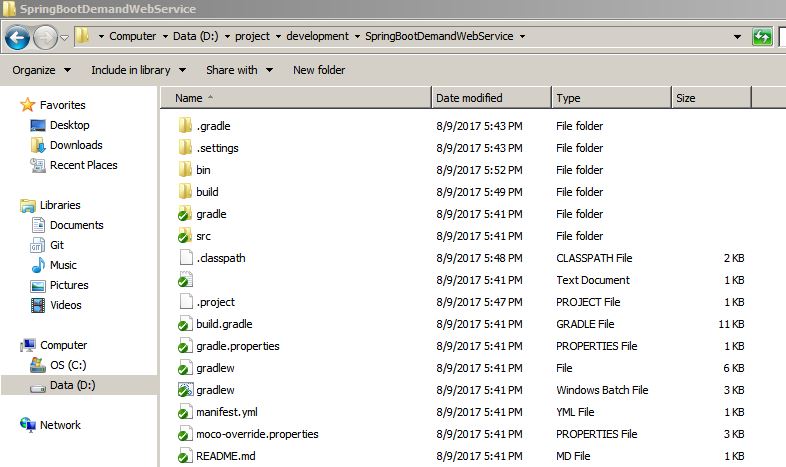 SpringBootDemandWebService
Computer Data (D:) project development SpringBootDemandWebService
Organize Include in library Share with New folder
Favorites
Desktop
Downloads
Recent Places
Libraries
Documents
Git
Music
Pictures
Videos
Computer
OS (C:)
Data (D:)
Network
Name Date modified Type Size
.gradle 8/9/2017 5:43 PM File folder
.settings 8/9/2017 5:43 PM File folder
bin 8/9/2017 5:52 PM File folder
build 8/9/2017 5:49 PM File folder
gradle 8/9/2017 5:41 PM File folder
src 8/9/2017 5:41 PM File folder
.classpath 8/9/2017 5:48 PM CLASSPATH File 2 KB
8/9/2017 5:41 PM Text Document 1 KB
.project 8/9/2017 5:47 PM PROJECT File 1 KB
build.gradle 8/9/2017 5:41 PM GRADLE File 11 KB
gradle.properties 8/9/2017 5:41 PM PROPERTIES File 1 KB
gradlew 8/9/2017 5:41 PM File 6 KB
gradlew 8/9/2017 5:41 PM Windows Batch File 3 KB
manifest.yml 8/9/2017 5:41 PM YML File 3 KB
moco-override.properties 8/9/2017 5:41 PM PROPERTIES File 3 KB
README.md 8/9/2017 5:41 PM MD File 1 KB